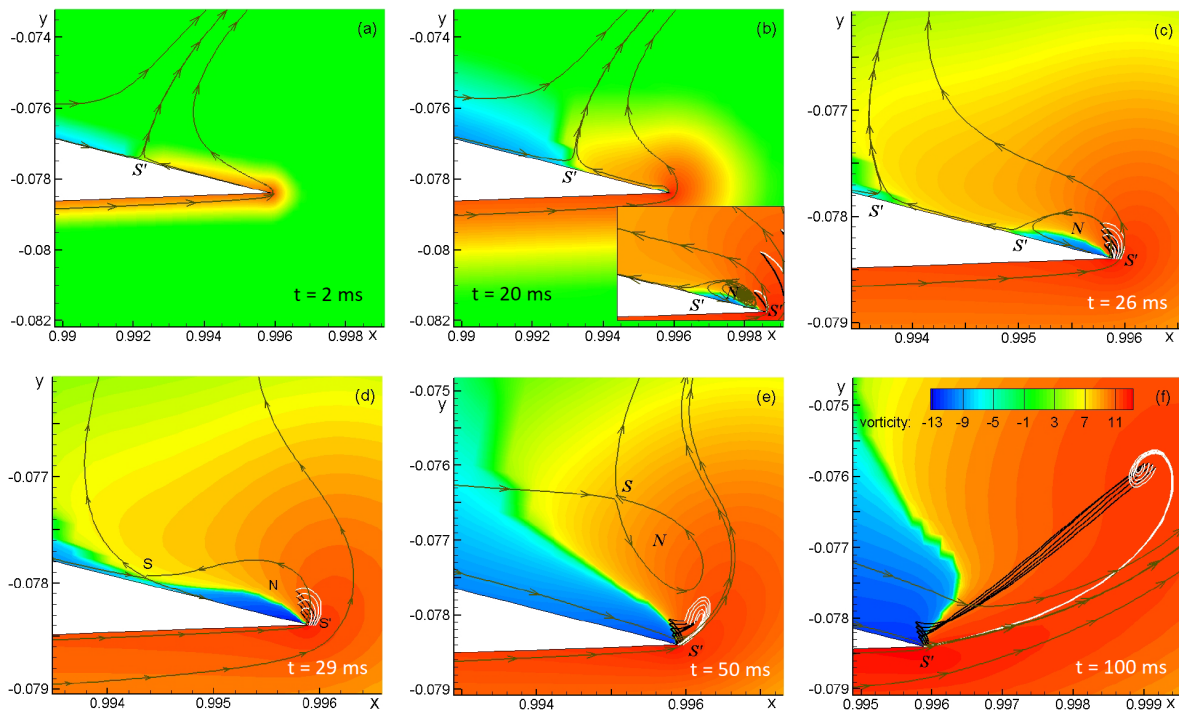 y
(a)
-0.074
-0.076
-0.078
-0.08
-0.082
S'
t = 2 ms
0.99
0.992
0.994
0.996
0.998
x
y
(b)
-0.074
-0.076
-0.078
-0.08
-0.082
S'
N
S'
S'
t = 20 ms
0.99
0.992
0.994
0.996
0.998
x
y
(c)
-0.077
-0.078
-0.079
S'
S'
N
S'
t = 26 ms
0.994
0.995
0.996
x
y
(d)
-0.077
-0.078
-0.079
S
N
S'
t = 29 ms
0.994
0.995
0.996
x
y
(e)
-0.075
-0.076
-0.077
-0.078
-0.079
S
N
S'
t = 50 ms
0.994
0.996
x
y
(f)
-0.075
-0.076
-0.077
-0.078
-0.079
vorticity: -13 -9 -5 -1 3 7 11
S'
t = 100 ms
0.995
0.996
0.997
0.998
0.999
x